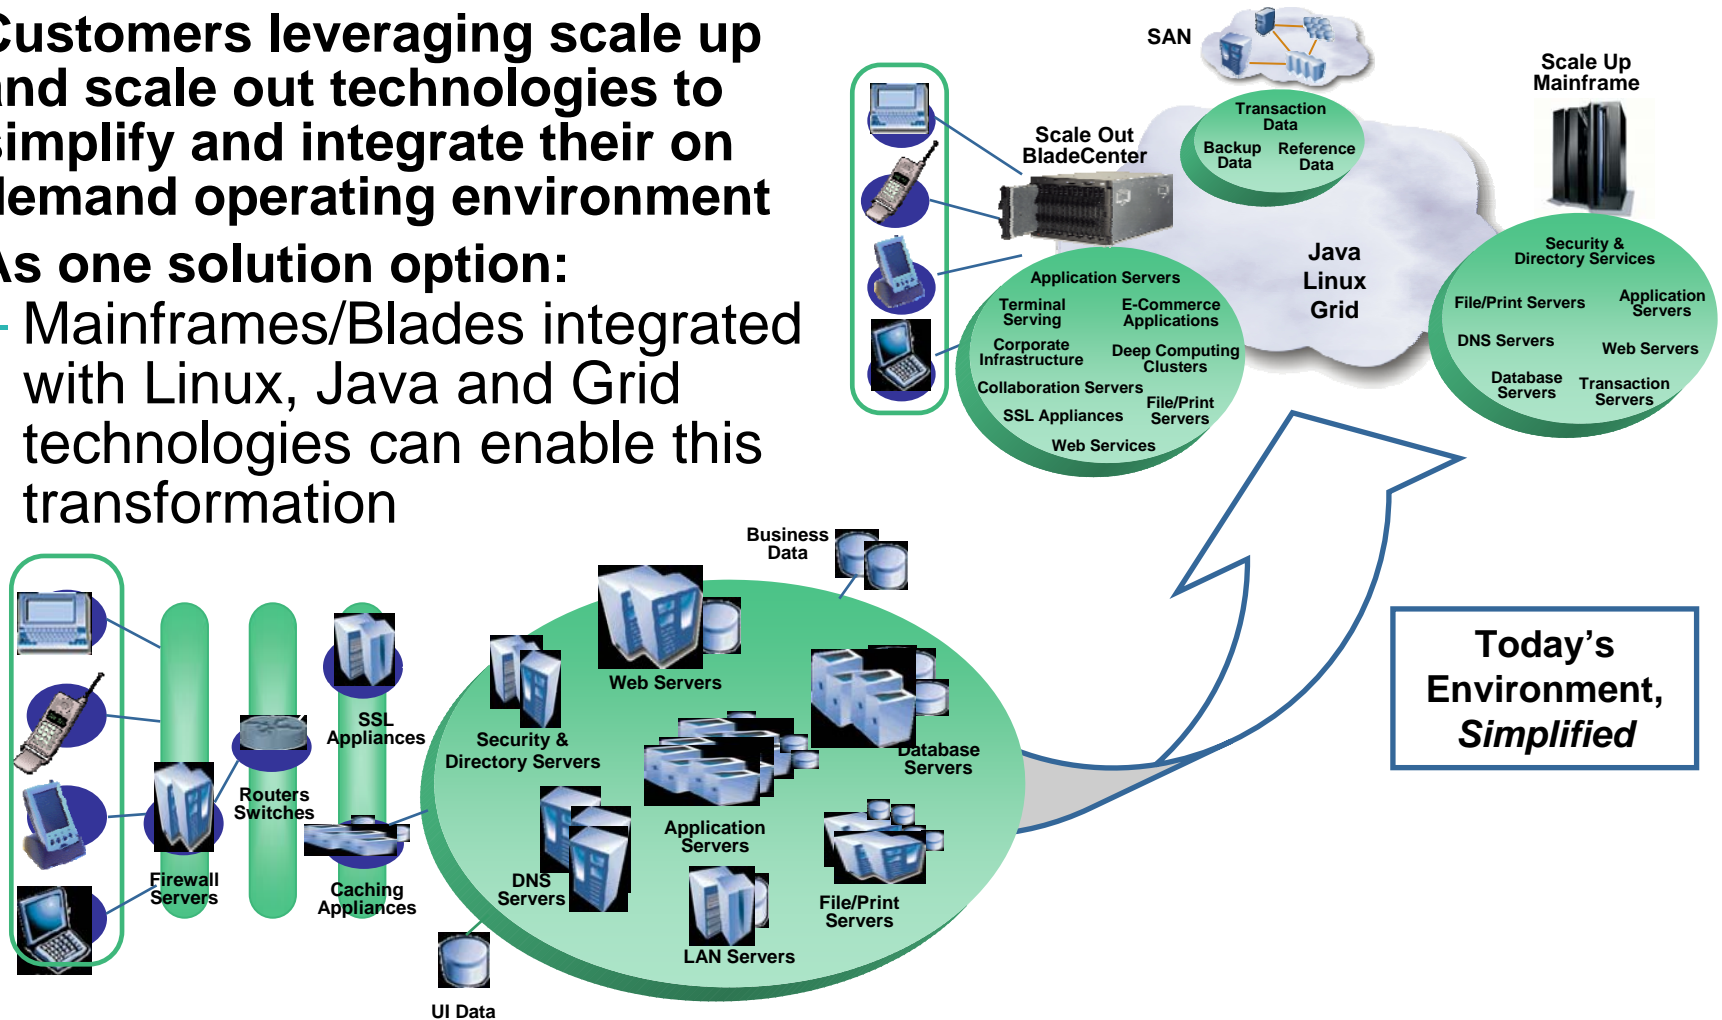 Customers leveraging scale up
and scale out technologies to
simplify and integrate their on
demand operating environment
As one solution option:
– Mainframes/Blades integrated
with Linux, Java and Grid
technologies can enable this
transformation
SAN
Transaction
Data
Backup
Data
Reference
Data
Scale Out
BladeCenter
Scale Up
Mainframe
Java
Linux
Grid
Application Servers
Terminal
Serving
E-Commerce
Applications
Corporate
Infrastructure
Deep Computing
Clusters
Collaboration Servers
SSL Appliances
File/Print
Servers
Web Services
Security &
Directory Services
File/Print Servers
Application
Servers
DNS Servers
Web Servers
Database
Servers
Transaction
Servers
Business
Data
Web Servers
Security &
Directory Servers
Database
Servers
Application
Servers
DNS
Servers
File/Print
Servers
LAN Servers
UI Data
SSL
Appliances
Routers
Switches
Firewall
Servers
Caching
Appliances
Today’s
Environment,
Simplified